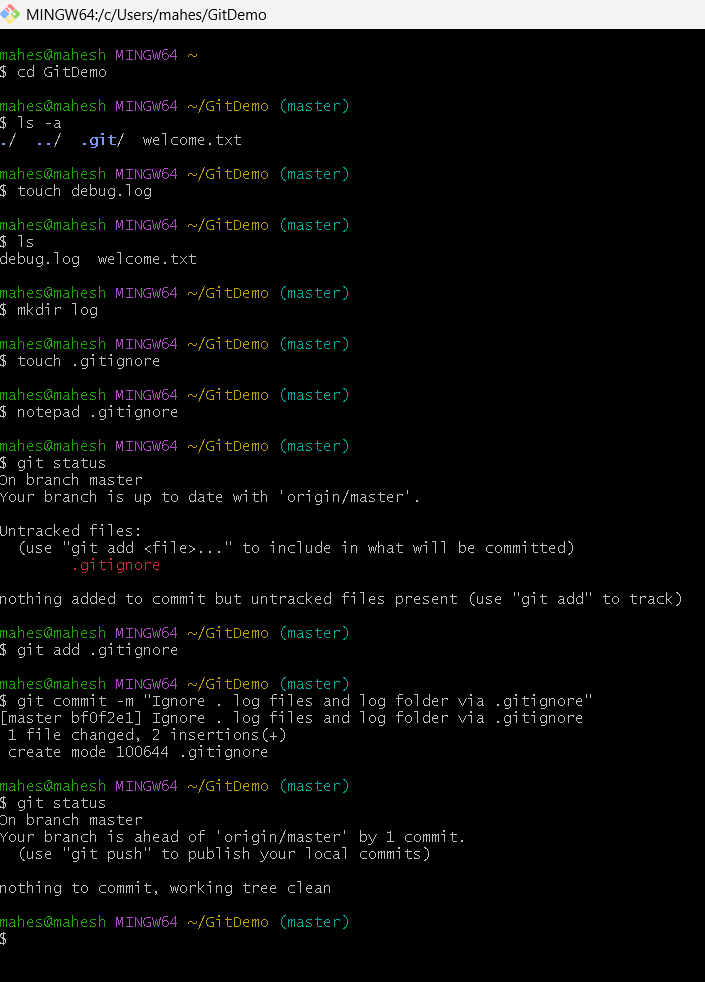 MINGW64:/c/Users/mahes/GitDemo
mahes@mahesh MINGW64 ~
$ cd GitDemo
mahes@mahesh MINGW64 ~/GitDemo (master)
$ ls -a
./  ../  .git/  welcome.txt
mahes@mahesh MINGW64 ~/GitDemo (master)
$ touch debug.log
mahes@mahesh MINGW64 ~/GitDemo (master)
$ ls
debug.log  welcome.txt
mahes@mahesh MINGW64 ~/GitDemo (master)
$ mkdir log
mahes@mahesh MINGW64 ~/GitDemo (master)
$ touch .gitignore
mahes@mahesh MINGW64 ~/GitDemo (master)
$ notepad .gitignore
mahes@mahesh MINGW64 ~/GitDemo (master)
$ git status
On branch master
Your branch is up to date with 'origin/master'.
Untracked files:
  (use "git add <file>..." to include in what will be committed)
        .gitignore
nothing added to commit but untracked files present (use "git add" to track)
mahes@mahesh MINGW64 ~/GitDemo (master)
$ git add .gitignore
mahes@mahesh MINGW64 ~/GitDemo (master)
$ git commit -m "Ignore . log files and log folder via .gitignore"
[master bf0f2e1] Ignore . log files and log folder via .gitignore
 1 file changed, 2 insertions(+)
 create mode 100644 .gitignore
mahes@mahesh MINGW64 ~/GitDemo (master)
$ git status
On branch master
Your branch is ahead of 'origin/master' by 1 commit.
  (use "git push" to publish your local commits)
nothing to commit, working tree clean
mahes@mahesh MINGW64 ~/GitDemo (master)
$